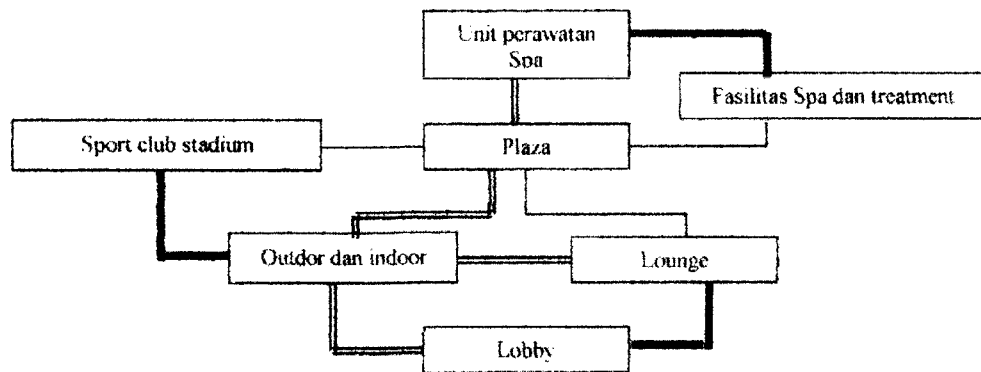 Unit perawatan
Spa
Fasilitas Spa dan treatment
Sport club stadium
Plaza
Outdor dan indoor
Lounge
Lobby